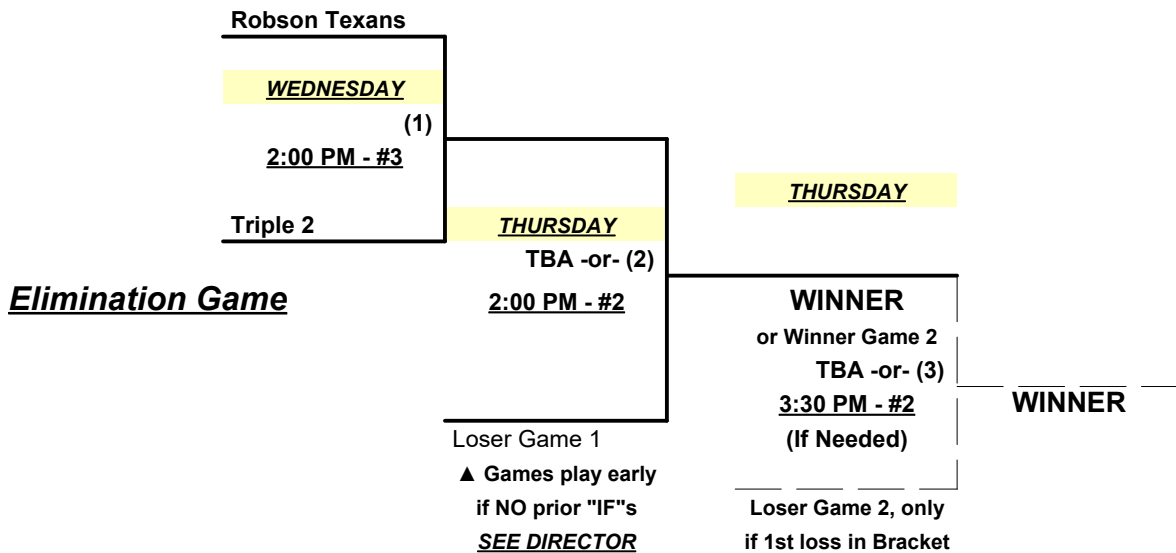 Robson Texans
WEDNESDAY
(1)
2:00 PM - #3
Triple 2
Elimination Game
THURSDAY
TBA -or- (2)
2:00 PM - #2
Loser Game 1
▲ Games play early
if NO prior "IF"s
SEE DIRECTOR
THURSDAY
WINNER
or Winner Game 2
TBA -or- (3)
3:30 PM - #2
(If Needed)
Loser Game 2, only
if 1st loss in Bracket
WINNER